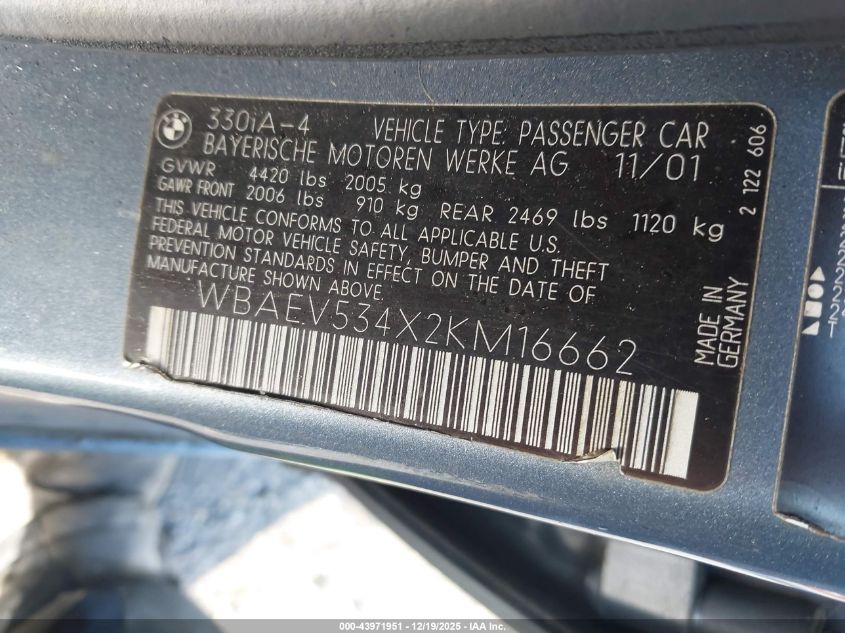 330iA-4 VEHICLE TYPE: PASSENGER CAR
BAYERISCHE MOTOREN WERKE AG 11/01
GVWR 4420 lbs 2005 kg
GAWR FRONT 2006 lbs 910 kg REAR 2469 lbs 1120 kg
THIS VEHICLE CONFORMS TO ALL APPLICABLE U.S.
FEDERAL MOTOR VEHICLE SAFETY, BUMPER AND THEFT
PREVENTION STANDARDS IN EFFECT ON THE DATE OF
MANUFACTURE SHOWN ABOVE.
WBAEV534X2KM16662
MADE IN
GERMANY
2 122 606
000-43971951 | 12/19/2025 - IAA Inc.